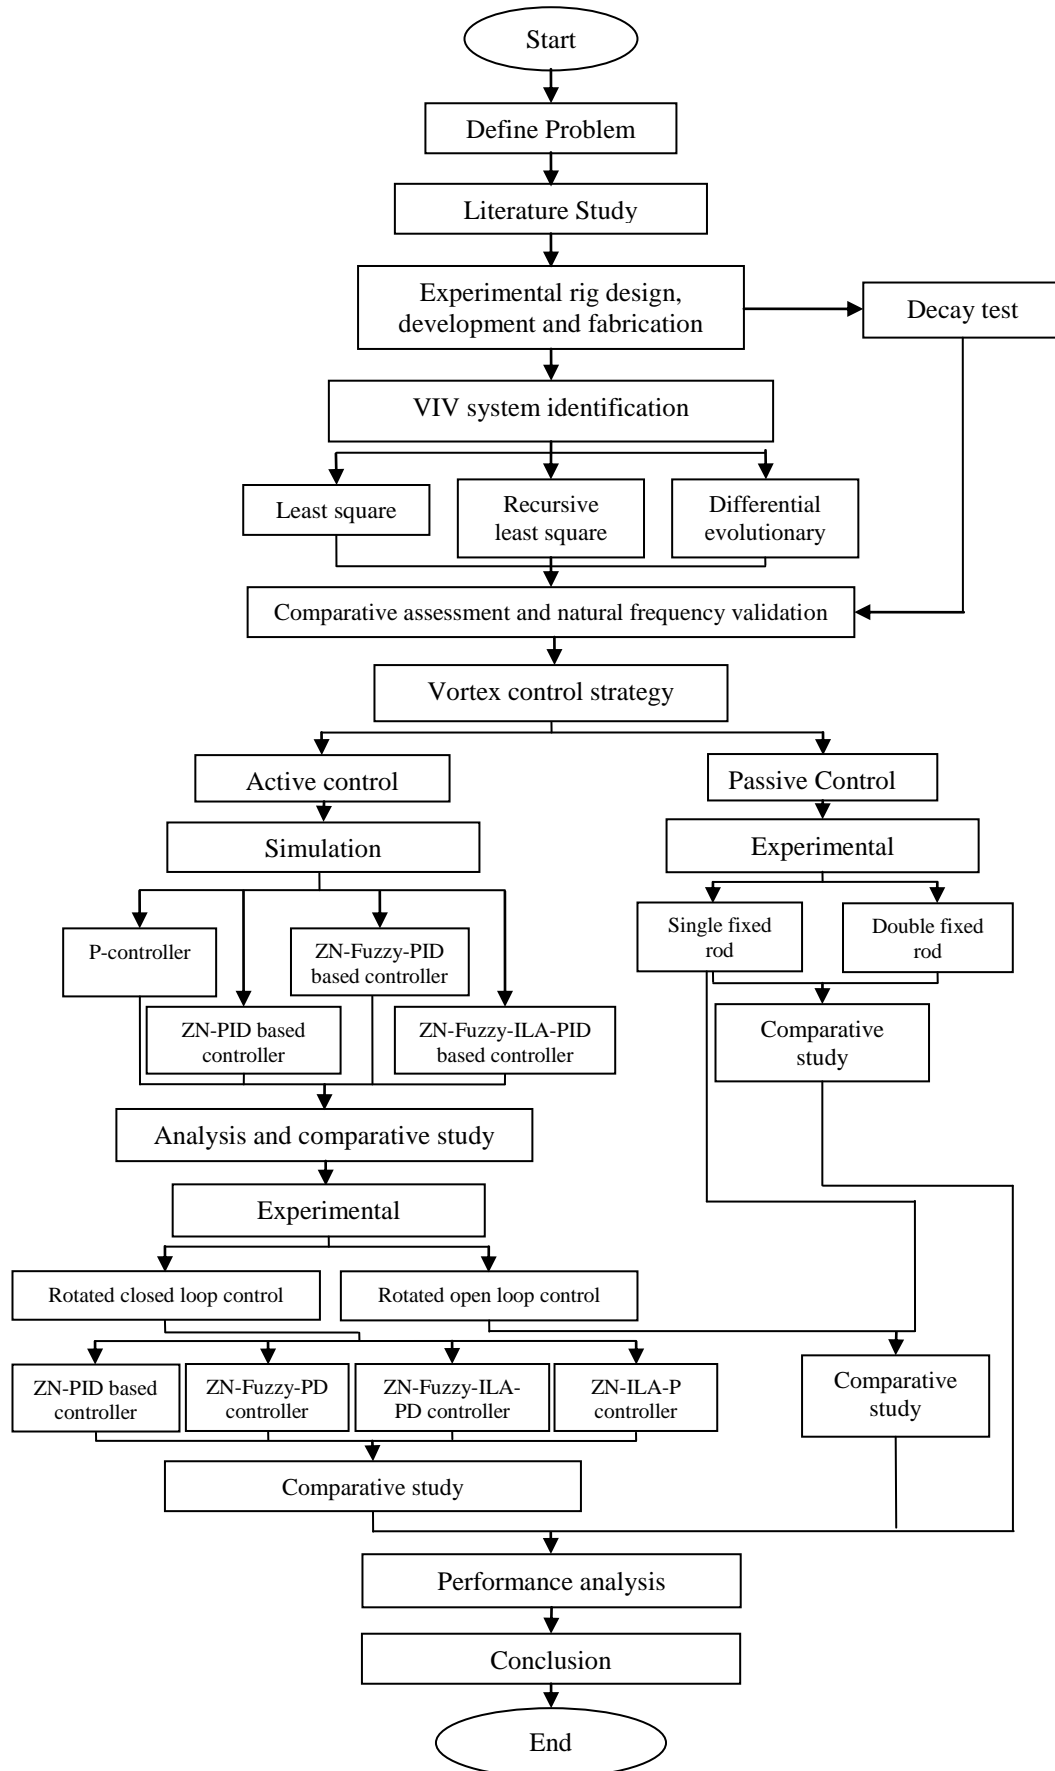 Start
Define Problem
Literature Study
Experimental rig design,
development and fabrication
Decay test
VIV system identification
Least square
Recursive
least square
Differential
evolutionary
Comparative assessment and natural frequency validation
Vortex control strategy
Active control
Passive Control
Simulation
Experimental
P-controller
ZN-Fuzzy-PID
based controller
Single fixed
rod
Double fixed
rod
ZN-PID based
controller
ZN-Fuzzy-ILA-PID
based controller
Comparative
study
Analysis and comparative study
Experimental
Rotated closed loop control
Rotated open loop control
ZN-PID based
controller
ZN-Fuzzy-PD
controller
ZN-Fuzzy-ILA-
PD controller
ZN-ILA-P
controller
Comparative
study
Comparative study
Performance analysis
Conclusion
End